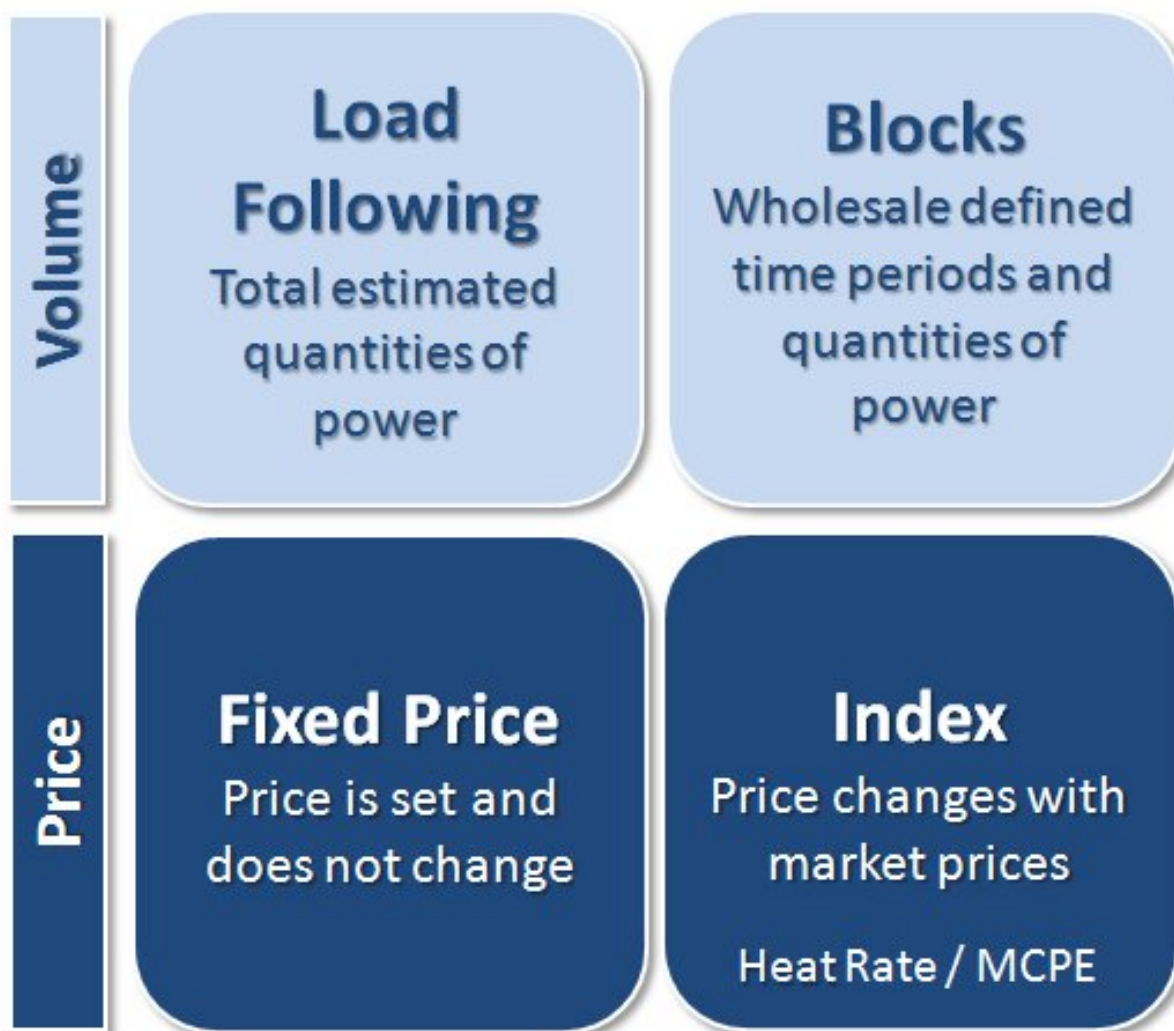 Volume
Load
Following
Total estimated
quantities of
power
Blocks
Wholesale defined
time periods and
quantities of
power
Price
Fixed Price
Price is set and
does not change
Index
Price changes with
market prices
Heat Rate / MCPE